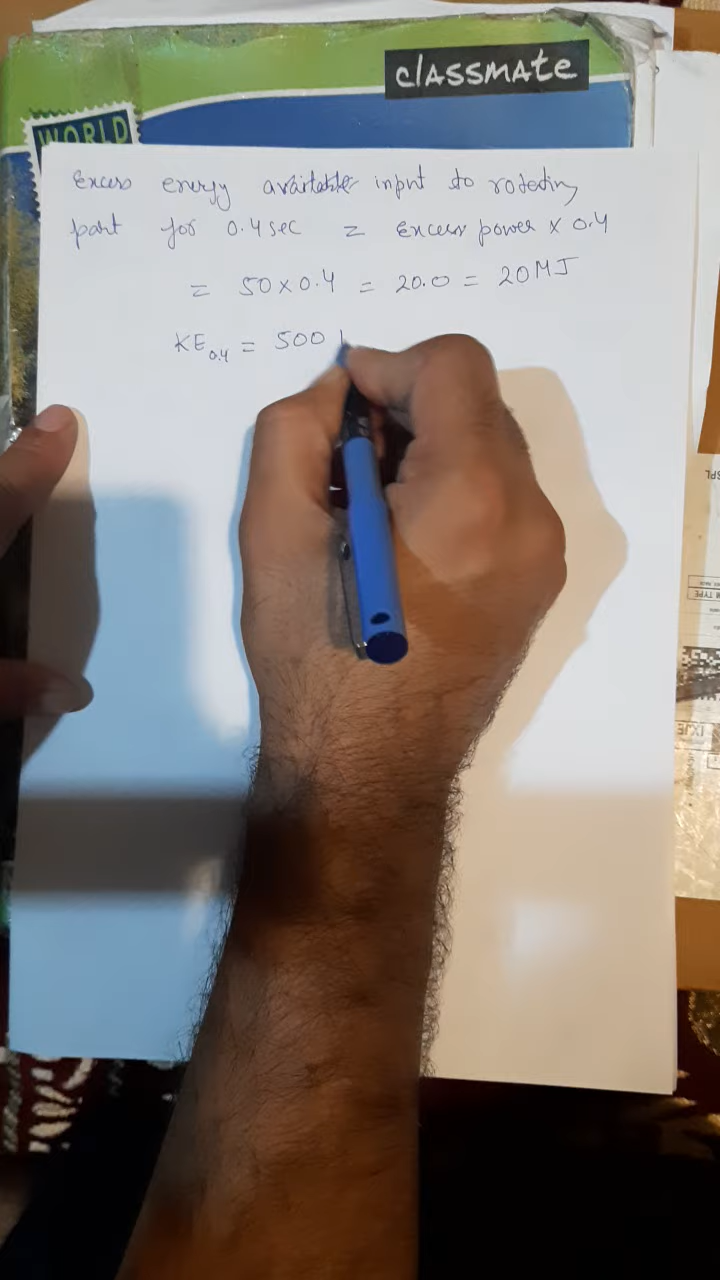 classmate
WORLD
Excess energy available input to rotating
part for 0.4 sec = Excess power × 0.4
= 50 × 0.4 = 20.0 = 20 MJ
KE0.4 = 500
TYPE